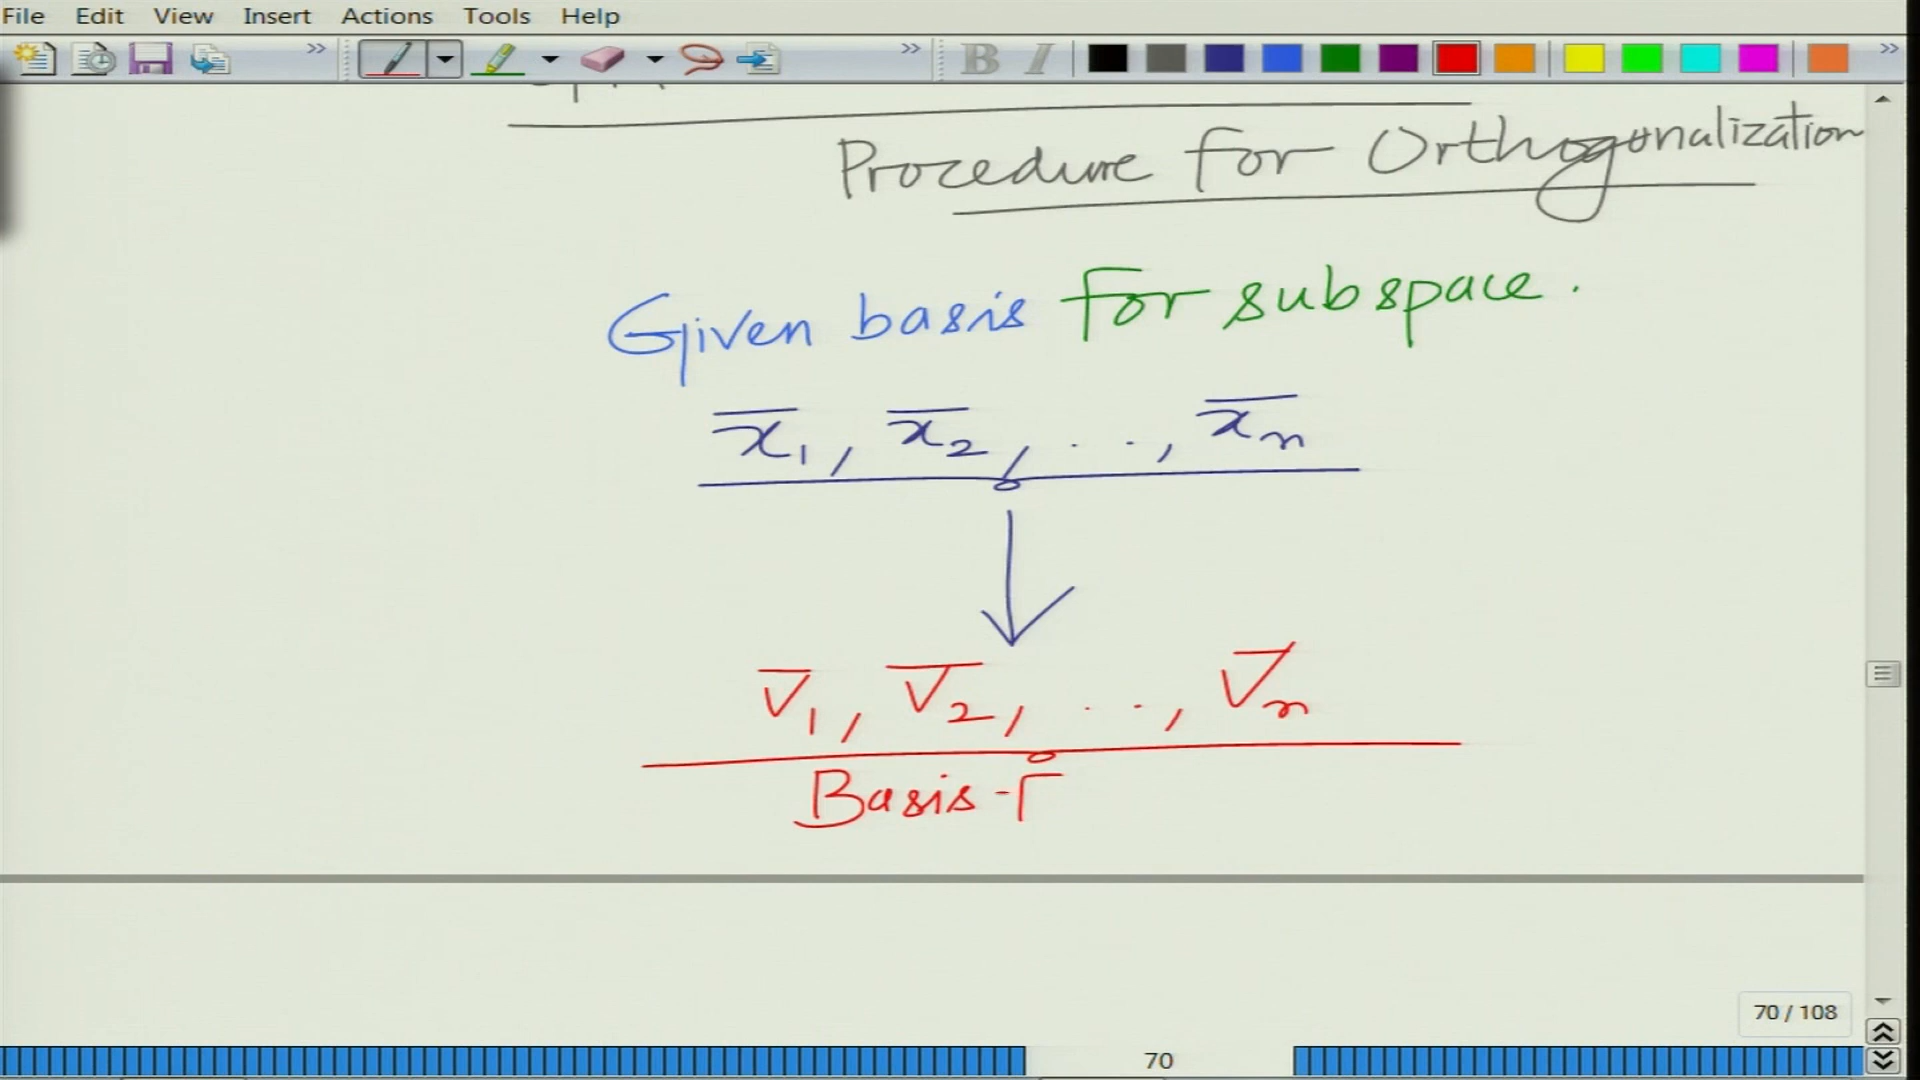 File Edit View Insert Actions Tools Help
B I
Procedure for Orthogonalization
Given basis for subspace.
x̅₁, x̅₂, . . ., x̅ₙ
v̅₁, v̅₂, . . ., v̅ₙ
Basis -
70 / 108
70